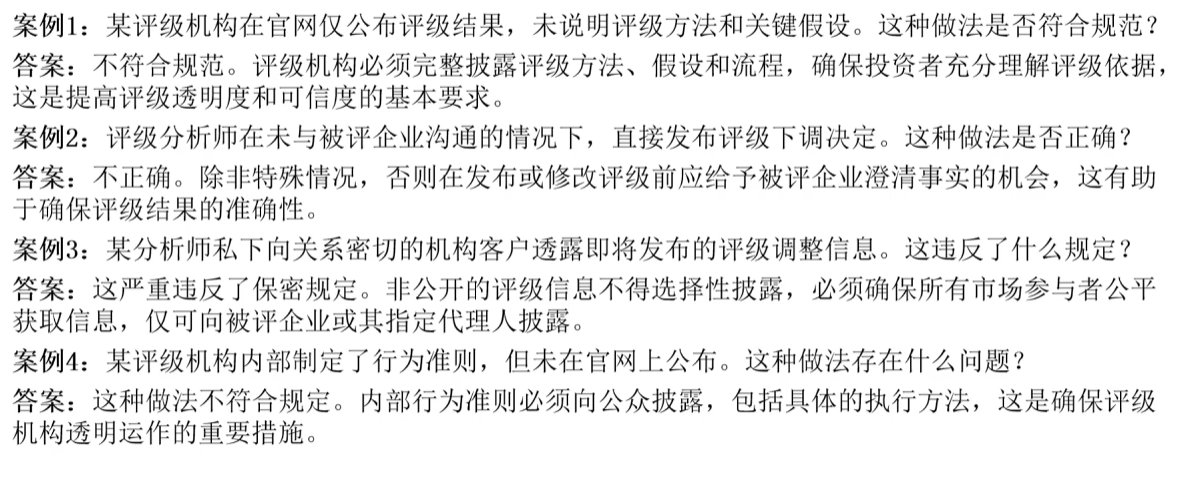 案例1：某评级机构在官网仅公布评级结果，未说明评级方法和关键假设。这种做法是否符合规范？
答案：不符合规范。评级机构必须完整披露评级方法、假设和流程，确保投资者充分理解评级依据，
这是提高评级透明度和可信度的基本要求。
案例2：评级分析师在未与被评企业沟通的情况下，直接发布评级下调决定。这种做法是否正确？
答案：不正确。除非特殊情况，否则在发布或修改评级前应给予被评企业澄清事实的机会，这有助
于确保评级结果的准确性。
案例3：某分析师私下向关系密切的机构客户透露即将发布的评级调整信息。这违反了什么规定？
答案：这严重违反了保密规定。非公开的评级信息不得选择性披露，必须确保所有市场参与者公平
获取信息，仅可向被评企业或其指定代理人披露。
案例4：某评级机构内部制定了行为准则，但未在官网上公布。这种做法存在什么问题？
答案：这种做法不符合规定。内部行为准则必须向公众披露，包括具体的执行方法，这是确保评级
机构透明运作的重要措施。